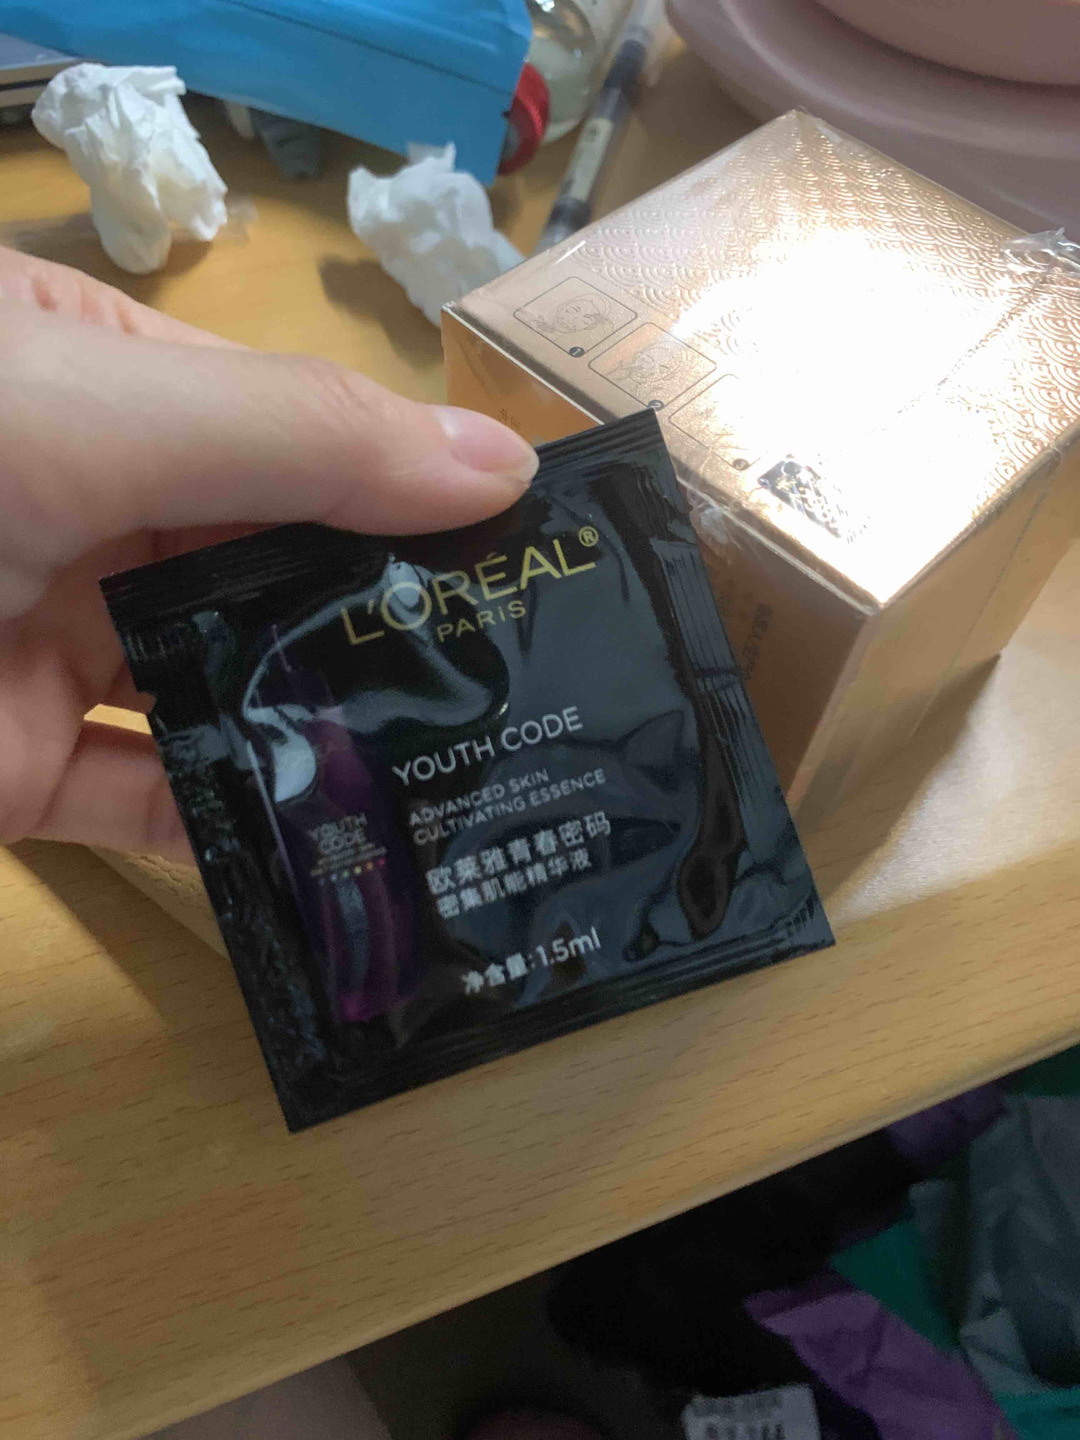 L'ORÉAL®
PARIS
YOUTH CODE
ADVANCED SKIN
CULTIVATING ESSENCE
欧莱雅青春密码
密集肌能精华液
净含量:1.5ml
YOUTH
CODE